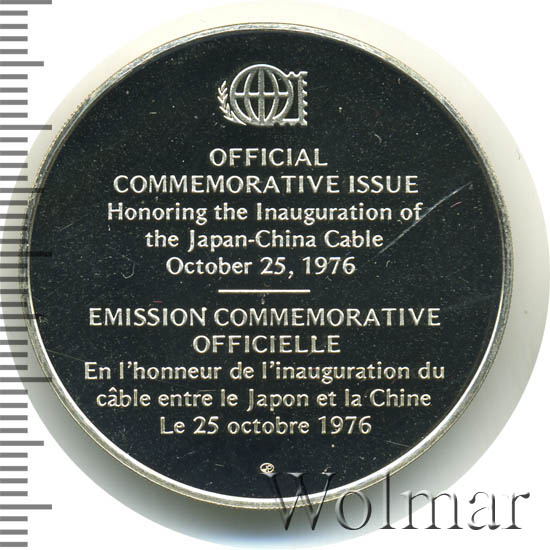 OFFICIAL
COMMEMORATIVE ISSUE
Honoring the Inauguration of
the Japan-China Cable
October 25, 1976
EMISSION COMMEMORATIVE
OFFICIELLE
En l'honneur de l'inauguration du
câble entre le Japon et la Chine
Le 25 octobre 1976
Wolmar